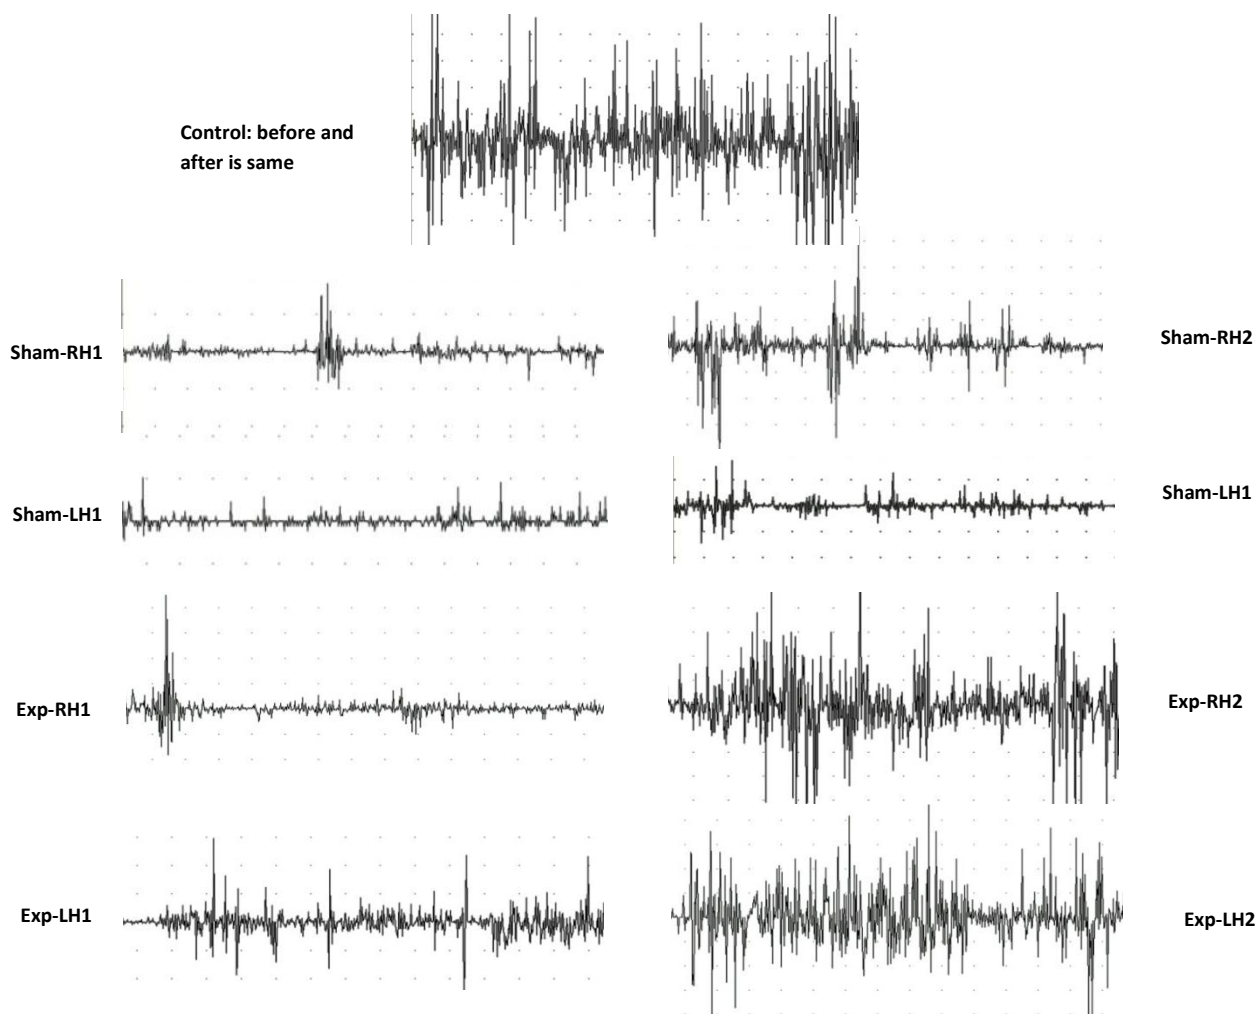 Control: before and
after is same
Sham-RH1
Sham-RH2
Sham-LH1
Sham-LH1
Exp-RH1
Exp-RH2
Exp-LH1
Exp-LH2